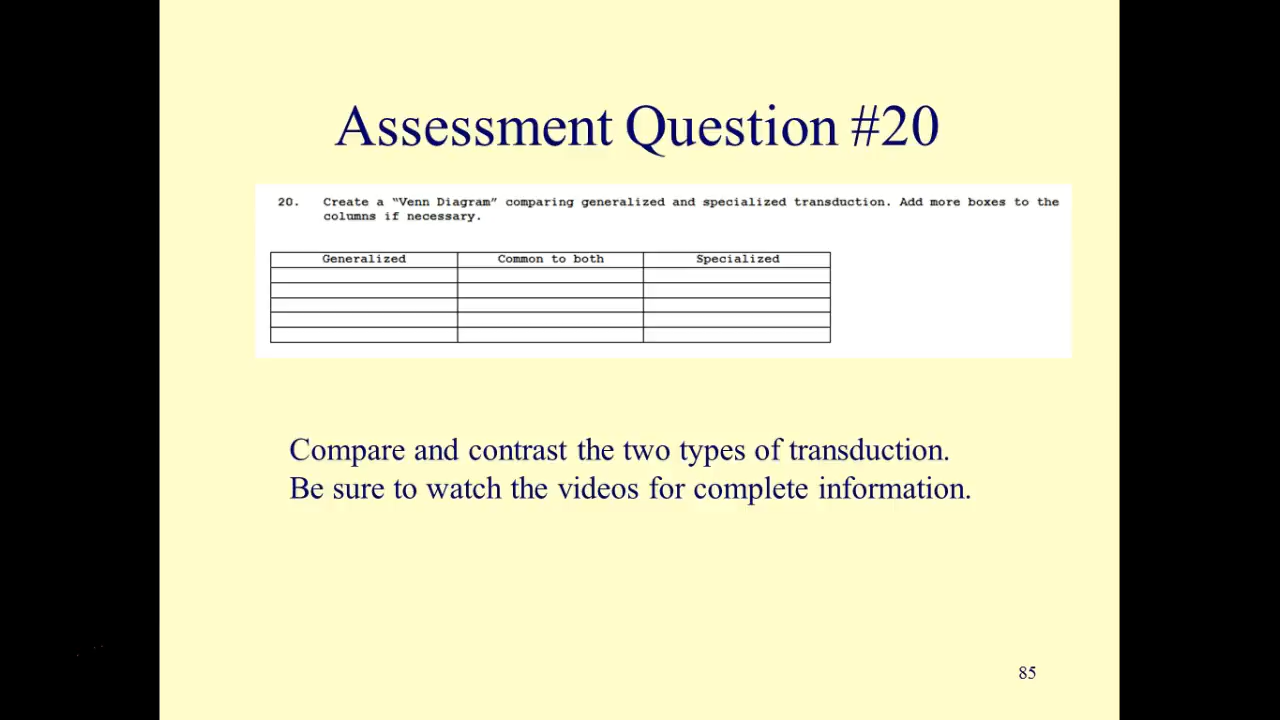 Assessment Question #20
20. Create a “Venn Diagram” comparing generalized and specialized transduction. Add more boxes to the
columns if necessary.
Generalized Common to both Specialized
Compare and contrast the two types of transduction.
Be sure to watch the videos for complete information.
85